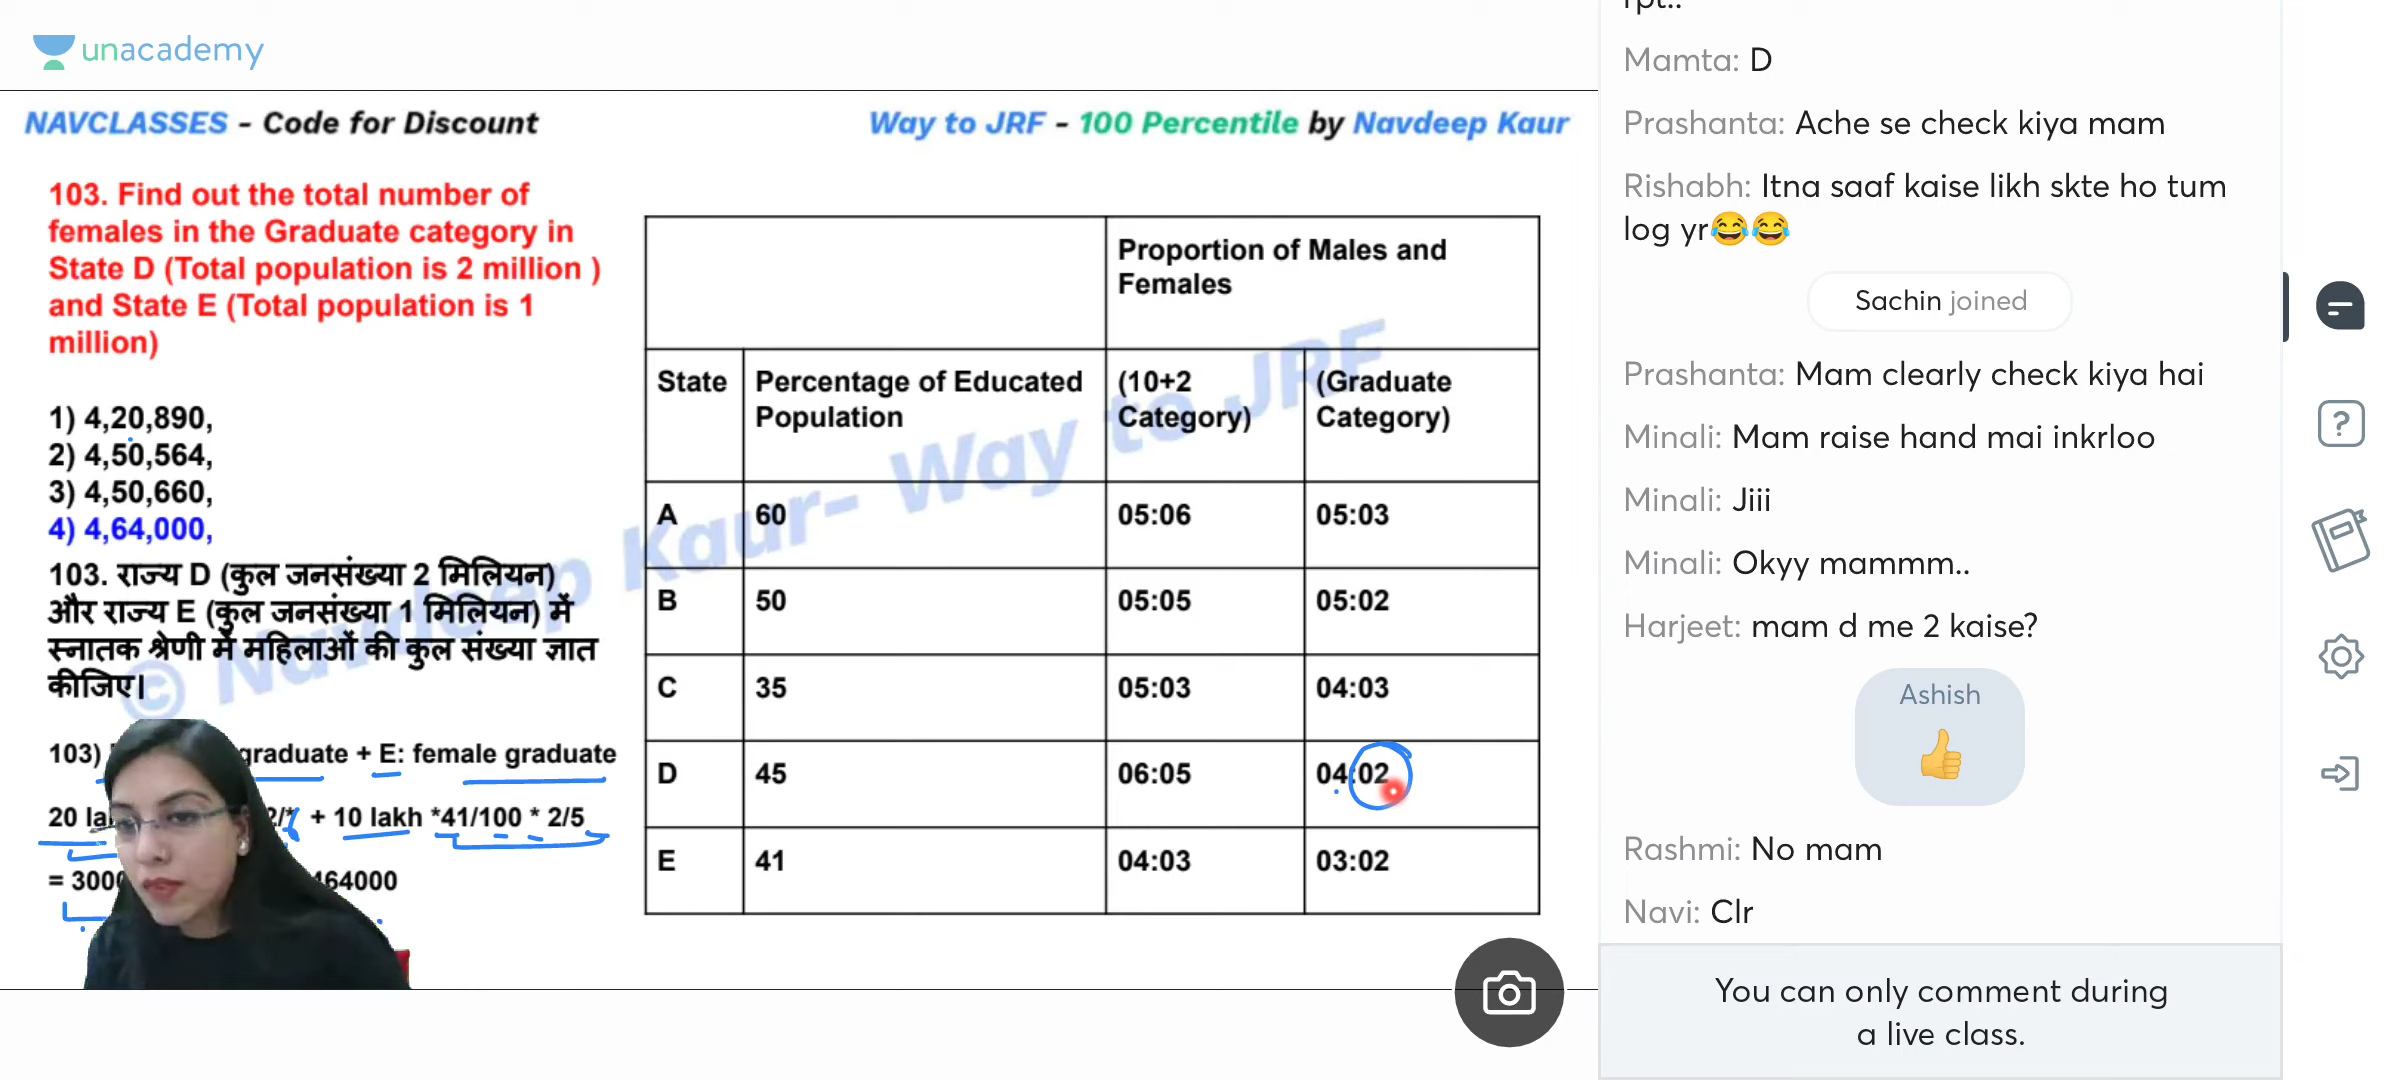 unacademy
NAVCLASSES - Code for Discount
Way to JRF - 100 Percentile by Navdeep Kaur
103. Find out the total number of
females in the Graduate category in
State D (Total population is 2 million )
and State E (Total population is 1
million)
1) 4,20,890,
2) 4,50,564,
3) 4,50,660,
4) 4,64,000,
103. राज्य D (कुल जनसंख्या 2 मिलियन)
और राज्य E (कुल जनसंख्या 1 मिलियन) में
स्नातक श्रेणी में महिलाओं की कुल संख्या ज्ञात
कीजिए।
103) graduate + E: female graduate
20 + 10 lakh *41/100 * 2/5
= 464000
Proportion of Males and
Females
State
Percentage of Educated
Population
(10+2
Category)
(Graduate
Category)
A 60 05:06 05:03
B 50 05:05 05:02
C 35 05:03 04:03
D 45 06:05 04:02
E 41 04:03 03:02
© Navdeep Kaur- Way to JRF
Mamta: D
Prashanta: Ache se check kiya mam
Rishabh: Itna saaf kaise likh skte ho tum
log yr😂😂
Sachin joined
Prashanta: Mam clearly check kiya hai
Minali: Mam raise hand mai inkrloo
Minali: Jiii
Minali: Okyy mammm..
Harjeet: mam d me 2 kaise?
Ashish
👍
Rashmi: No mam
Navi: Clr
You can only comment during
a live class.